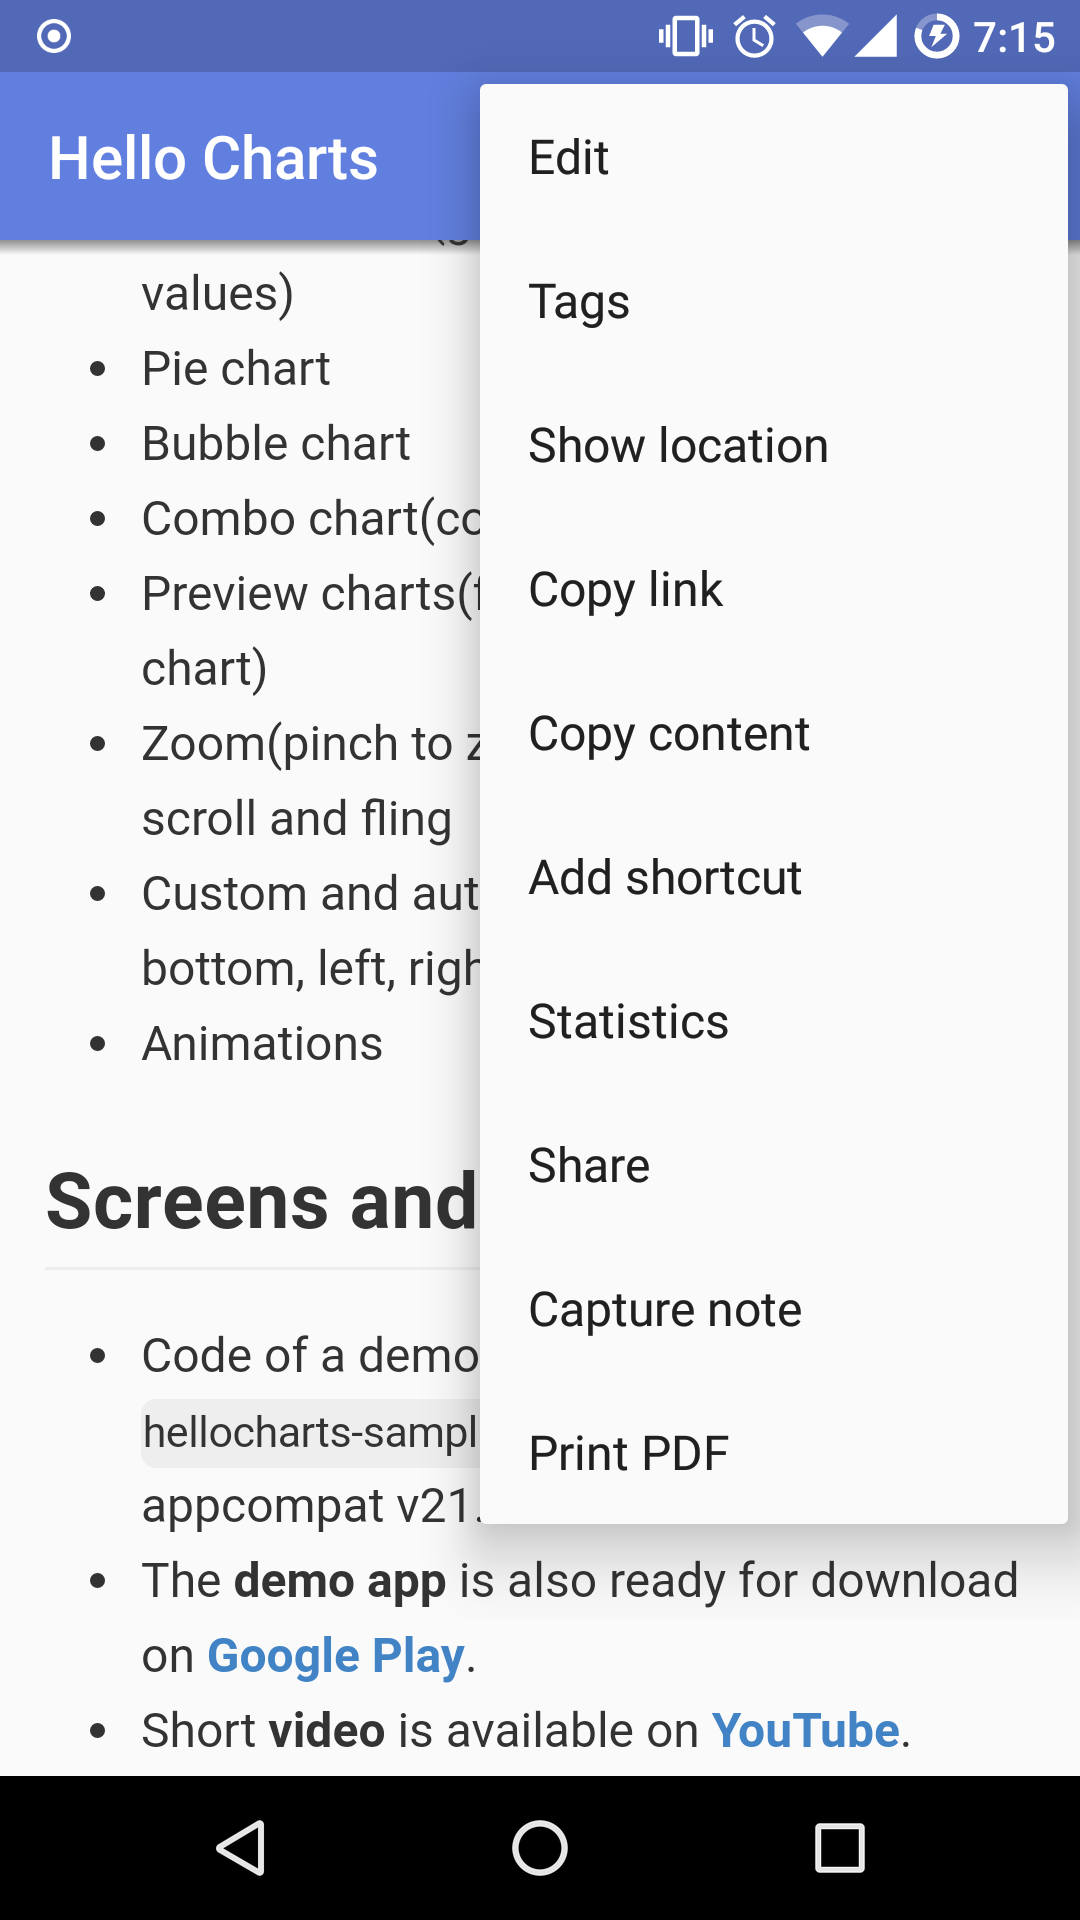 7:15
Hello Charts
values)
Pie chart
Bubble chart
Combo chart(co
Preview charts(f
chart)
Zoom(pinch to z
scroll and fling
Custom and aut
bottom, left, righ
Animations
Screens and
Code of a demo
hellocharts-sampl
appcompat v21.
The demo app is also ready for download
on Google Play.
Short video is available on YouTube.
Edit
Tags
Show location
Copy link
Copy content
Add shortcut
Statistics
Share
Capture note
Print PDF